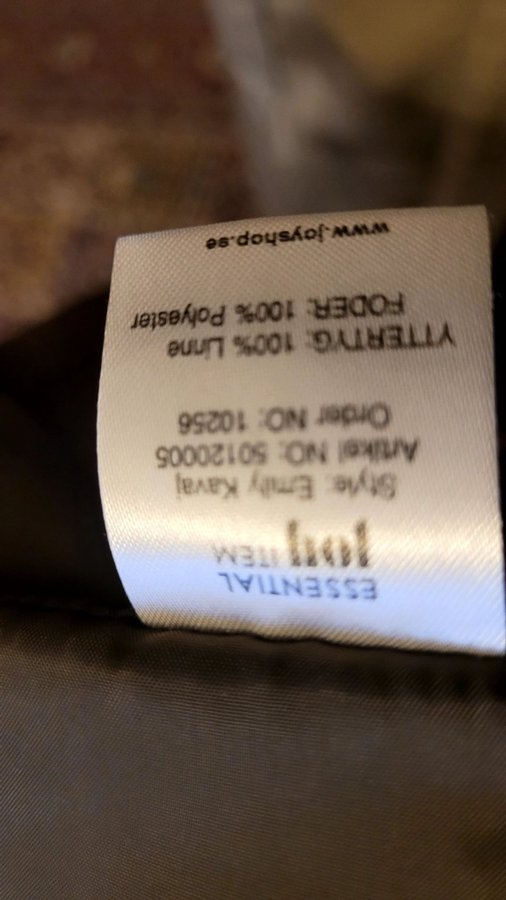 ESSENTIAL
Joy ITEM
Style: Emily Kavaj
Artikel NO: 50120005
Order NO: 10256
YTTERTYG: 100% Linne
FODER: 100% Polyester
www.joyshop.se